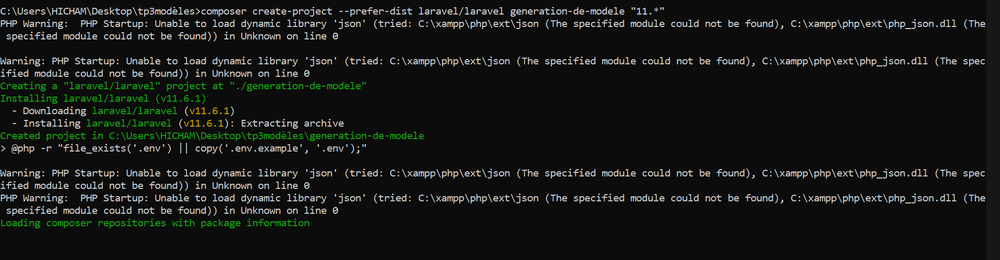 C:\Users\HICHAM\Desktop\tp3modèles>composer create-project --prefer-dist laravel/laravel generation-de-modele "11.*"
PHP Warning:  PHP Startup: Unable to load dynamic library 'json' (tried: C:\xampp\php\ext\json (The specified module could not be found), C:\xampp\php\ext\php_json.dll (The
 specified module could not be found)) in Unknown on line 0
Warning: PHP Startup: Unable to load dynamic library 'json' (tried: C:\xampp\php\ext\json (The specified module could not be found), C:\xampp\php\ext\php_json.dll (The spec
ified module could not be found)) in Unknown on line 0
Creating a "laravel/laravel" project at "./generation-de-modele"
Installing laravel/laravel (v11.6.1)
  - Downloading laravel/laravel (v11.6.1)
  - Installing laravel/laravel (v11.6.1): Extracting archive
Created project in C:\Users\HICHAM\Desktop\tp3modèles\generation-de-modele
> @php -r "file_exists('.env') || copy('.env.example', '.env');"
Warning: PHP Startup: Unable to load dynamic library 'json' (tried: C:\xampp\php\ext\json (The specified module could not be found), C:\xampp\php\ext\php_json.dll (The spec
ified module could not be found)) in Unknown on line 0
PHP Warning:  PHP Startup: Unable to load dynamic library 'json' (tried: C:\xampp\php\ext\json (The specified module could not be found), C:\xampp\php\ext\php_json.dll (The
 specified module could not be found)) in Unknown on line 0
Loading composer repositories with package information